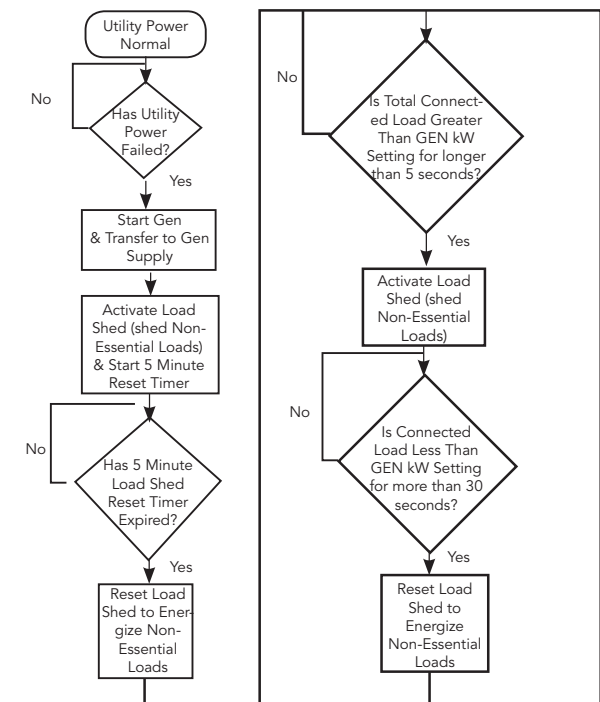 Utility Power
Normal
No
Has Utility
Power
Failed?
Yes
Start Gen
& Transfer to Gen
Supply
Activate Load
Shed (shed Non-
Essential Loads)
& Start 5 Minute
Reset Timer
No
Has 5 Minute
Load Shed
Reset Timer
Expired?
Yes
Reset Load
Shed to Ener-
gize Non-
Essential
Loads
No
Is Total Connect-
ed Load Greater
Than GEN kW
Setting for longer
than 5 seconds?
Yes
Activate Load
Shed (shed
Non-Essential
Loads)
No
Is Connected
Load Less Than
GEN kW Setting
for more than 30
seconds?
Yes
Reset Load
Shed to
Energize
Non-Essential
Loads